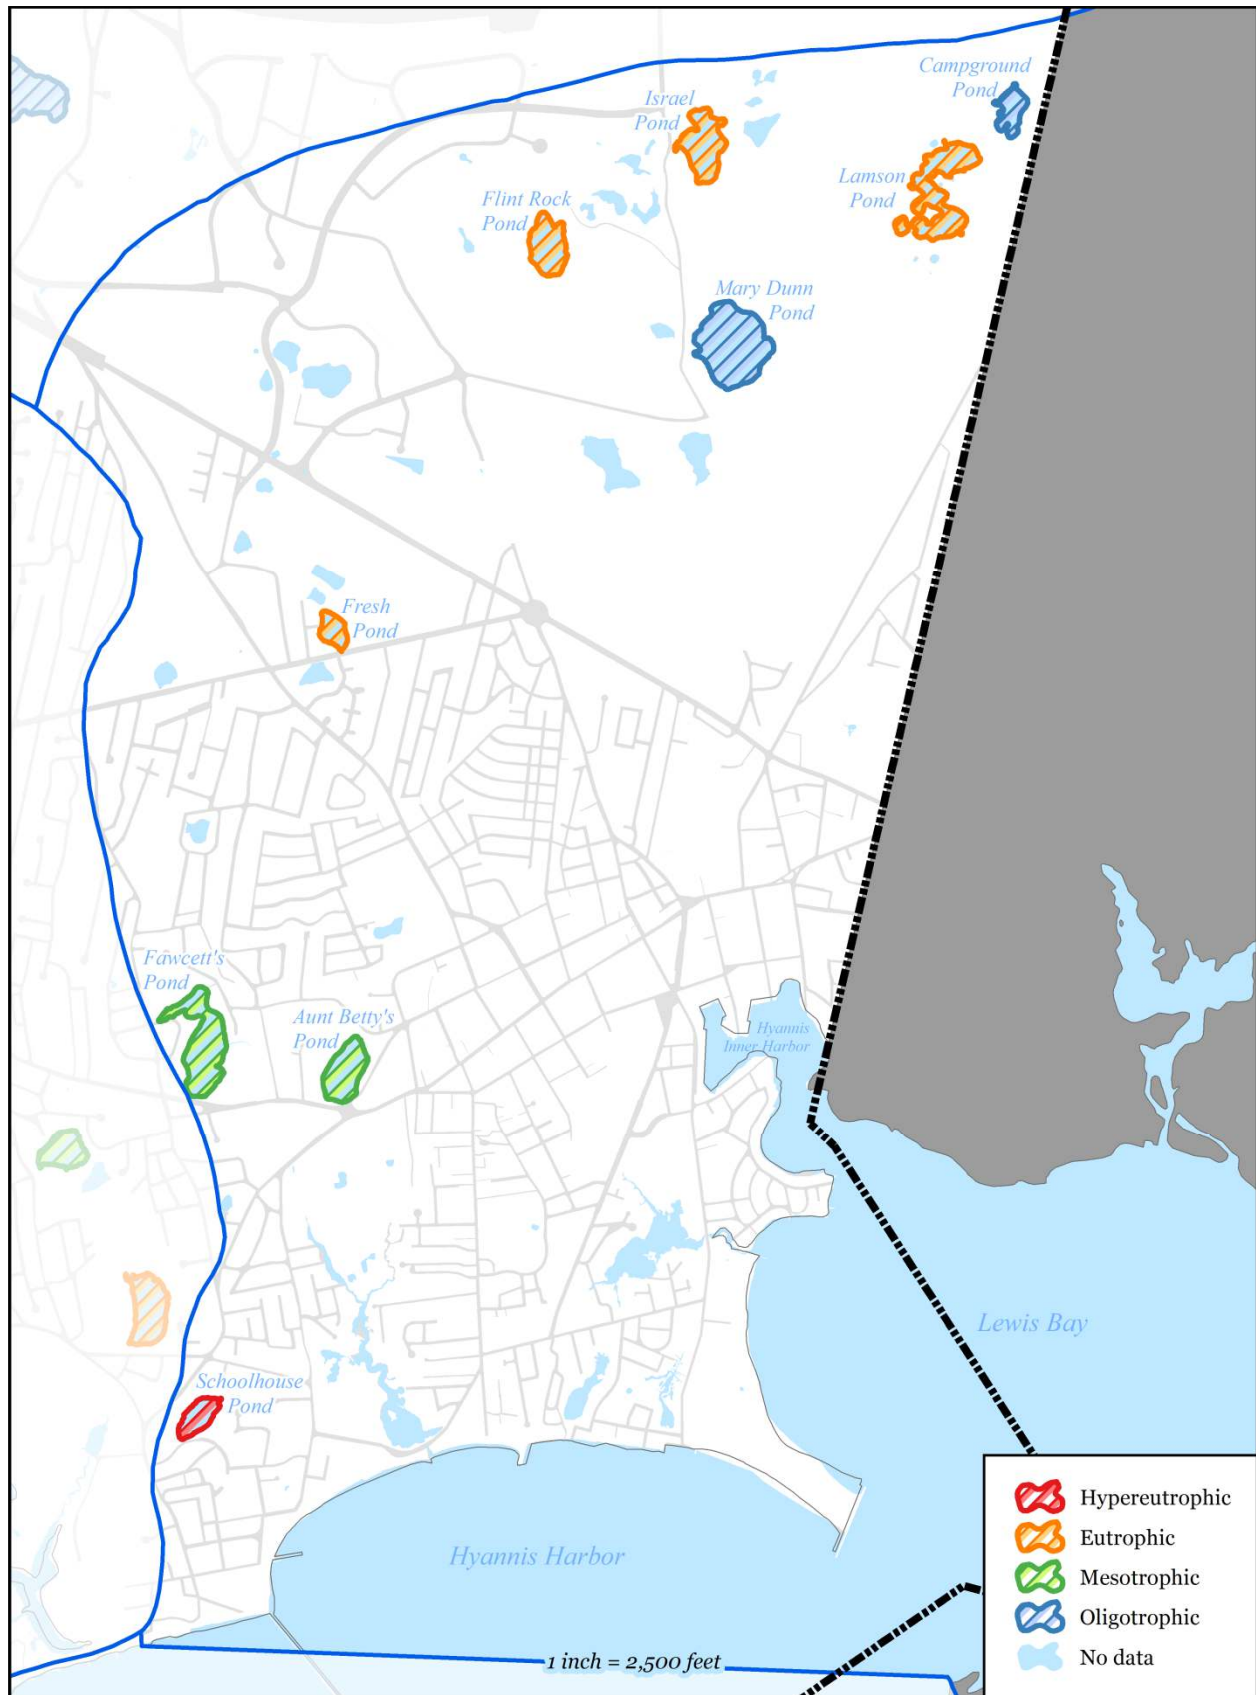 Campground
Pond
Israel
Pond
Lamson
Pond
Flint Rock
Pond
Mary Dunn
Pond
Fresh
Pond
Fawcett's
Pond
Aunt Betty's
Pond
Hyannis
Inner Harbor
Lewis Bay
Schoolhouse
Pond
Hyannis Harbor
1 inch = 2,500 feet
Hypereutrophic
Eutrophic
Mesotrophic
Oligotrophic
No data